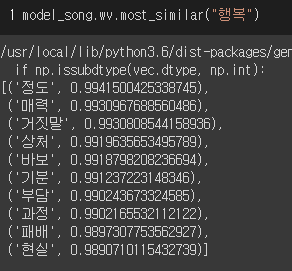 1 model_song.wv.most_similar("행복")
/usr/local/lib/python3.6/dist-packages/gen
if np.issubdtype(vec.dtype, np.int):
[('정도', 0.9941500425338745),
('매력', 0.9930967688560486),
('거짓말', 0.9930808544158936),
('상처', 0.9919635653495789),
('바보', 0.9918798208236694),
('기분', 0.991237223148346),
('부담', 0.990243673324585),
('과정', 0.9902165532112122),
('패배', 0.9897307753562927),
('현실', 0.9890710115432739)]